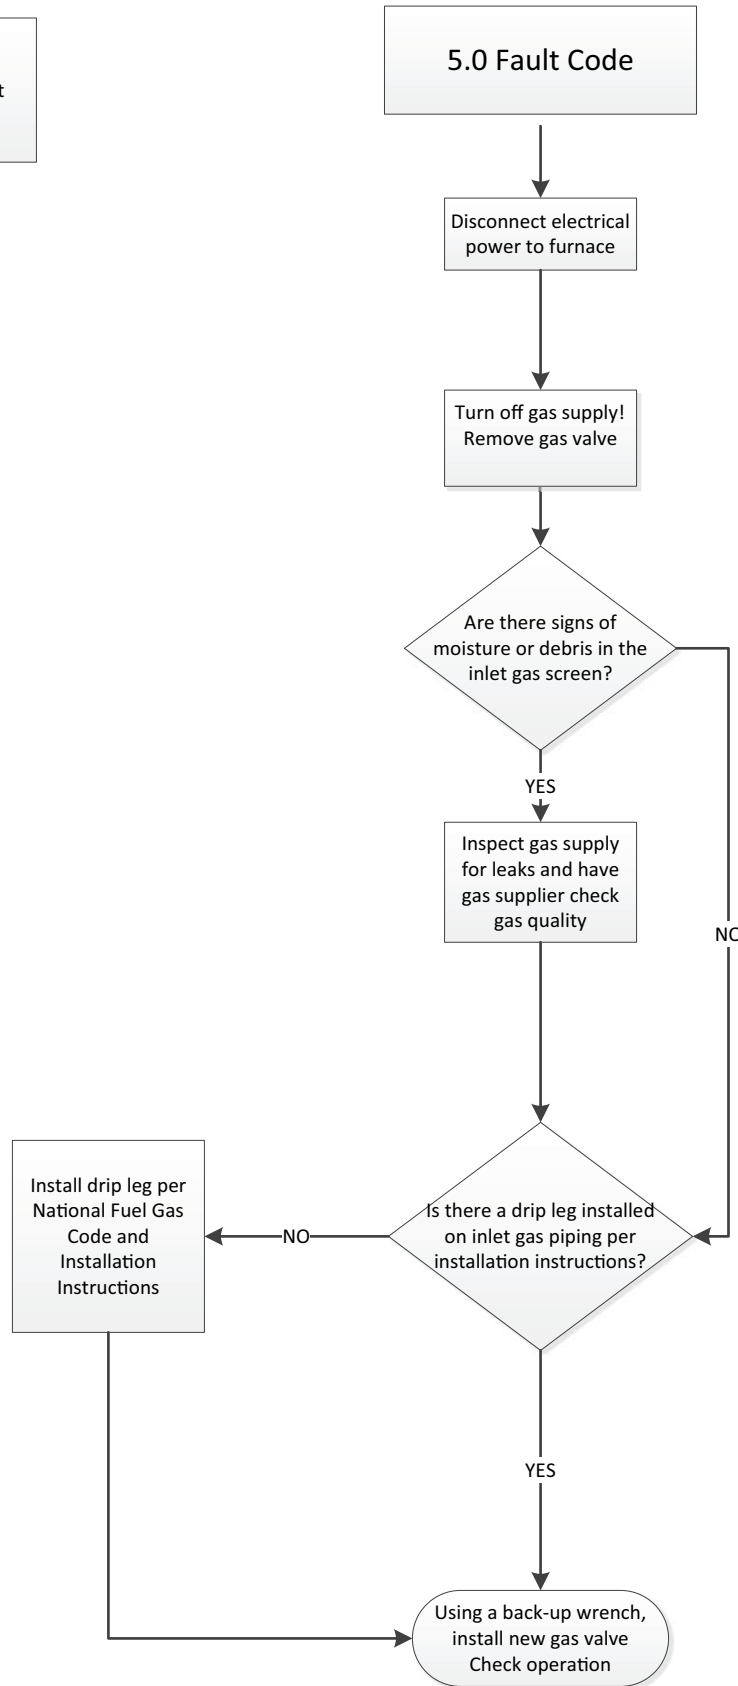 5.0 Fault Code
Disconnect electrical
power to furnace
Turn off gas supply!
Remove gas valve
Are there signs of
moisture or debris in the
inlet gas screen?
YES
Inspect gas supply
for leaks and have
gas supplier check
gas quality
NO
Install drip leg per
National Fuel Gas
Code and
Installation
Instructions
NO
Is there a drip leg installed
on inlet gas piping per
installation instructions?
YES
Using a back-up wrench,
install new gas valve
Check operation